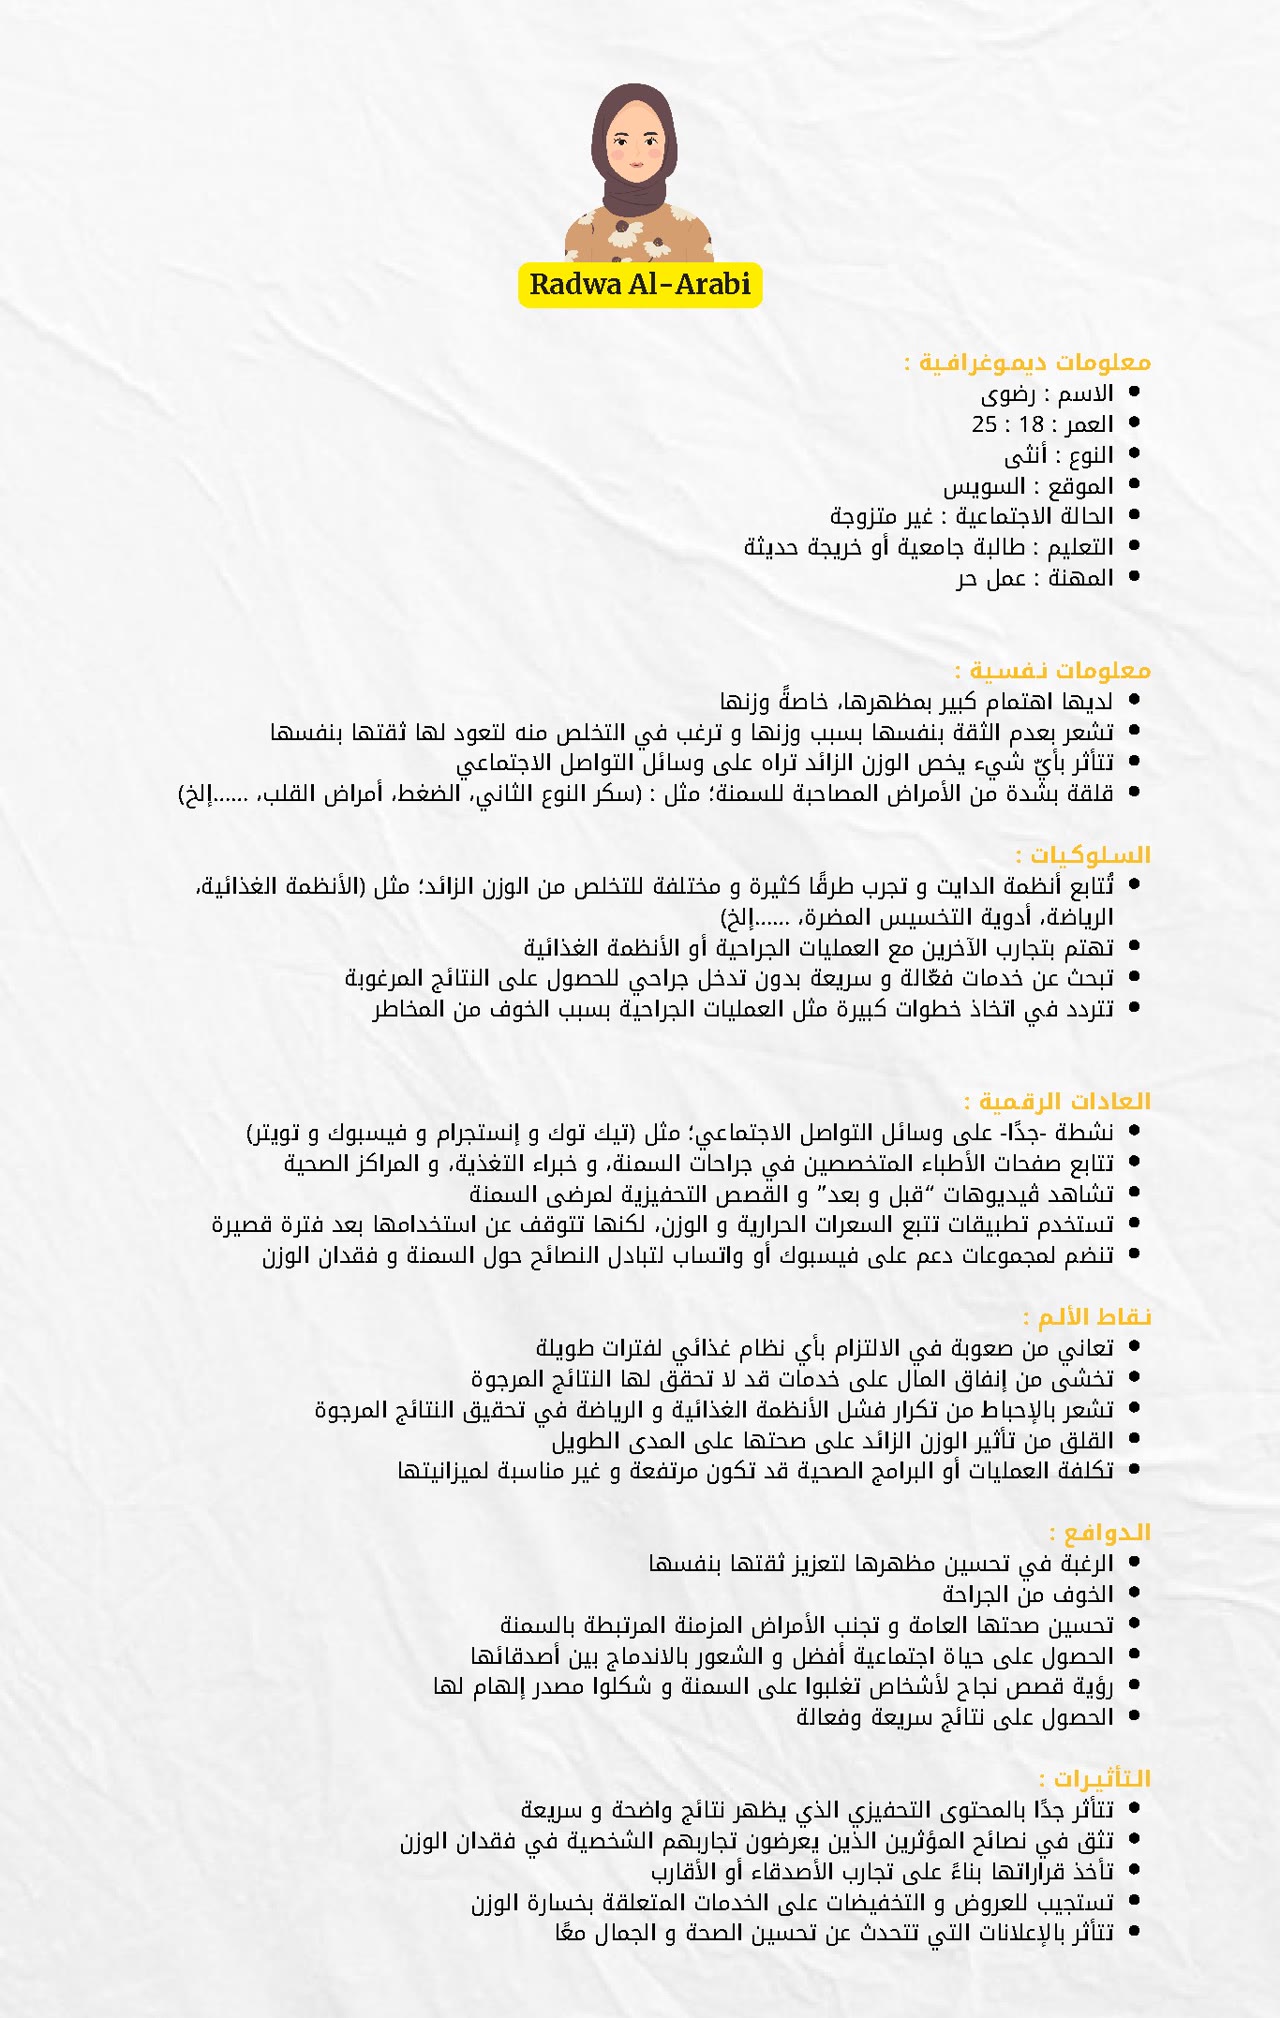 Radwa Al-Arabi
معلومات ديموغرافية :
• الاسم : رضوى
• العمر : 18 : 25
• النوع : أنثى
• الموقع : السويس
• الحالة الاجتماعية : غير متزوجة
• التعليم : طالبة جامعية أو خريجة حديثة
• المهنة : عمل حر
معلومات نفسية :
• لديها اهتمام كبير بمظهرها، خاصةً وزنها
• تشعر بعدم الثقة بنفسها بسبب وزنها و ترغب في التخلص منه لتعود لها ثقتها بنفسها
• تتأثر بأيّ شيء يخص الوزن الزائد تراه على وسائل التواصل الاجتماعي
• قلقة بشدة من الأمراض المصاحبة للسمنة؛ مثل : (سكر النوع الثاني، الضغط، أمراض القلب، ......إلخ)
السلوكيات :
• تُتابع أنظمة الدايت و تجرب طرقًا كثيرة و مختلفة للتخلص من الوزن الزائد؛ مثل (الأنظمة الغذائية،
الرياضة، أدوية التخسيس المضرة، ......إلخ)
• تهتم بتجارب الآخرين مع العمليات الجراحية أو الأنظمة الغذائية
• تبحث عن خدمات فعّالة و سريعة بدون تدخل جراحي للحصول على النتائج المرغوبة
• تتردد في اتخاذ خطوات كبيرة مثل العمليات الجراحية بسبب الخوف من المخاطر
العادات الرقمية :
• نشطة -جدًا- على وسائل التواصل الاجتماعي؛ مثل (تيك توك و إنستجرام و فيسبوك و تويتر)
• تتابع صفحات الأطباء المتخصصين في جراحات السمنة، و خبراء التغذية، و المراكز الصحية
• تشاهد ڤيديوهات “قبل و بعد” و القصص التحفيزية لمرضى السمنة
• تستخدم تطبيقات تتبع السعرات الحرارية و الوزن، لكنها تتوقف عن استخدامها بعد فترة قصيرة
• تنضم لمجموعات دعم على فيسبوك أو واتساب لتبادل النصائح حول السمنة و فقدان الوزن
نقاط الألم :
• تعاني من صعوبة في الالتزام بأي نظام غذائي لفترات طويلة
• تخشى من إنفاق المال على خدمات قد لا تحقق لها النتائج المرجوة
• تشعر بالإحباط من تكرار فشل الأنظمة الغذائية و الرياضة في تحقيق النتائج المرجوة
• القلق من تأثير الوزن الزائد على صحتها على المدى الطويل
• تكلفة العمليات أو البرامج الصحية قد تكون مرتفعة و غير مناسبة لميزانيتها
الدوافع :
• الرغبة في تحسين مظهرها لتعزيز ثقتها بنفسها
• الخوف من الجراحة
• تحسين صحتها العامة و تجنب الأمراض المزمنة المرتبطة بالسمنة
• الحصول على حياة اجتماعية أفضل و الشعور بالاندماج بين أصدقائها
• رؤية قصص نجاح لأشخاص تغلبوا على السمنة و شكلوا مصدر إلهام لها
• الحصول على نتائج سريعة وفعالة
التأثيرات :
• تتأثر جدًا بالمحتوى التحفيزي الذي يظهر نتائج واضحة و سريعة
• تثق في نصائح المؤثرين الذين يعرضون تجاربهم الشخصية في فقدان الوزن
• تأخذ قراراتها بناءً على تجارب الأصدقاء أو الأقارب
• تستجيب للعروض و التخفيضات على الخدمات المتعلقة بخسارة الوزن
• تتأثر بالإعلانات التي تتحدث عن تحسين الصحة و الجمال معًا